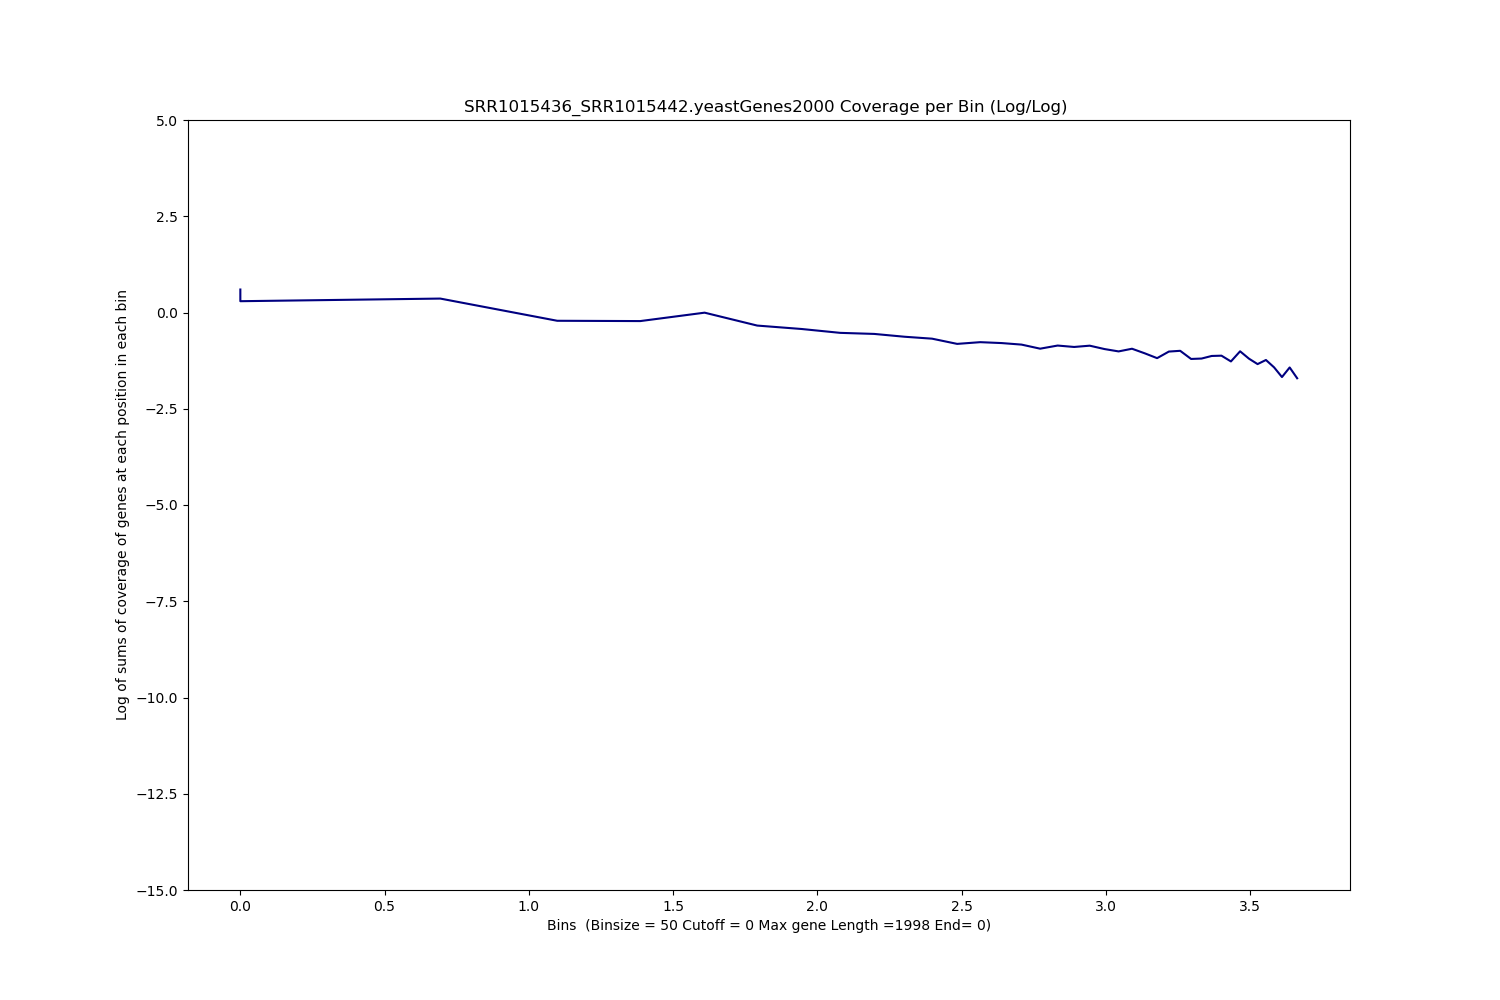 SRR1015436_SRR1015442.yeastGenes2000 Coverage per Bin (Log/Log)
5.0
2.5
0.0
−2.5
−5.0
−7.5
−10.0
−12.5
−15.0
Log of sums of coverage of genes at each position in each bin
0.0 0.5 1.0 1.5 2.0 2.5 3.0 3.5
Bins  (Binsize = 50 Cutoff = 0 Max gene Length =1998 End= 0)